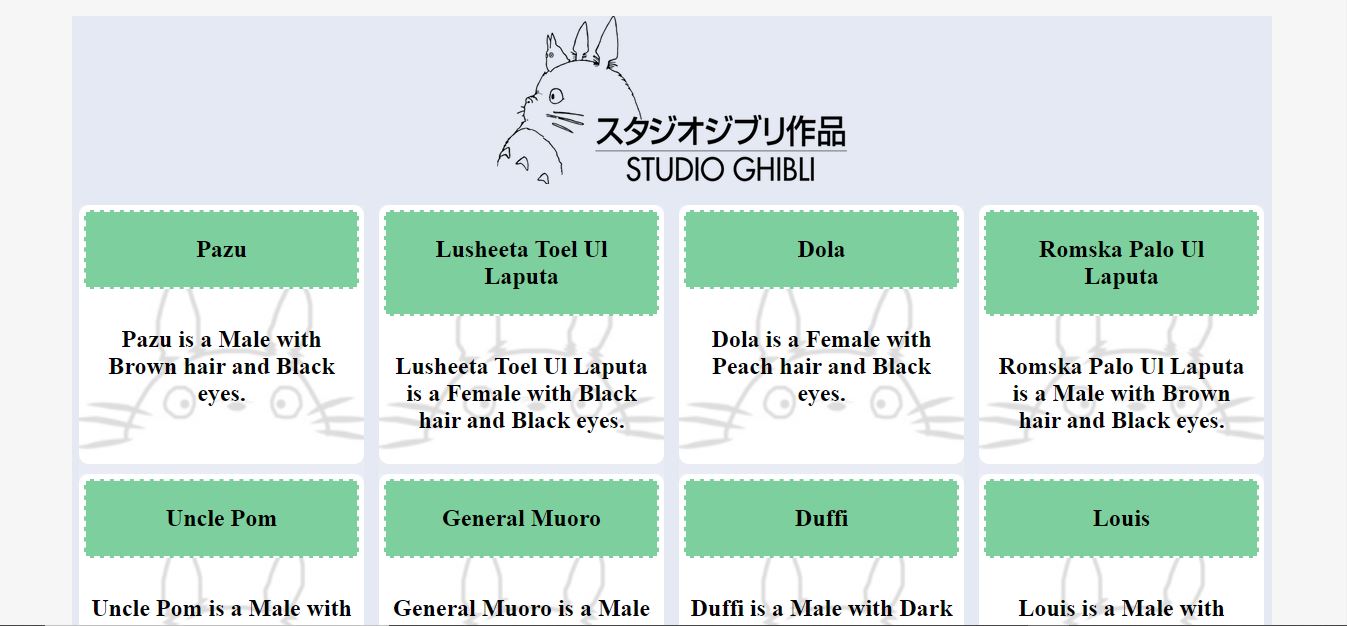 スタジオジブリ作品
STUDIO GHIBLI
Pazu
Pazu is a Male with
Brown hair and Black
eyes.
Lusheeta Toel Ul
Laputa
Lusheeta Toel Ul Laputa
is a Female with Black
hair and Black eyes.
Dola
Dola is a Female with
Peach hair and Black
eyes.
Romska Palo Ul
Laputa
Romska Palo Ul Laputa
is a Male with Brown
hair and Black eyes.
Uncle Pom
Uncle Pom is a Male with
General Muoro
General Muoro is a Male
Duffi
Duffi is a Male with Dark
Louis
Louis is a Male with